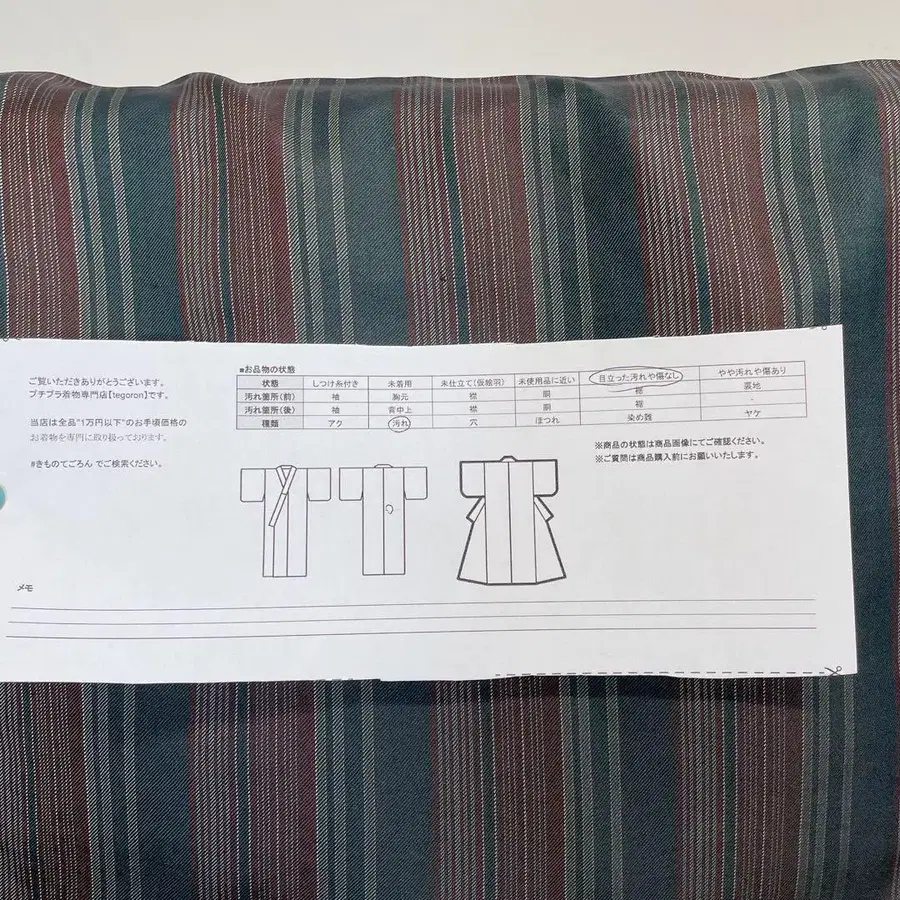 ご覧いただきありがとうございます。
プチプラ着物専門店【tegoron】です。
当店は全品"1万円以下"のお手頃価格の
お着物を専門に取り扱っております。
#きものてごろん でご検索ください。
■お品物の状態
状態 しつけ糸付き 未着用 未仕立て(仮絵羽) 未使用品に近い 目立った汚れや傷なし やや汚れや傷あり
汚れ箇所(前) 袖 胸元 襟 胴 裾 裏地
汚れ箇所(後) 袖 背中上 襟 胴 裾 -
種類 アク 汚れ 穴 ほつれ 染め難 ヤケ
※商品の状態は商品画像にてご確認ください。
※ご質問は商品購入前にお願いいたします。
メモ